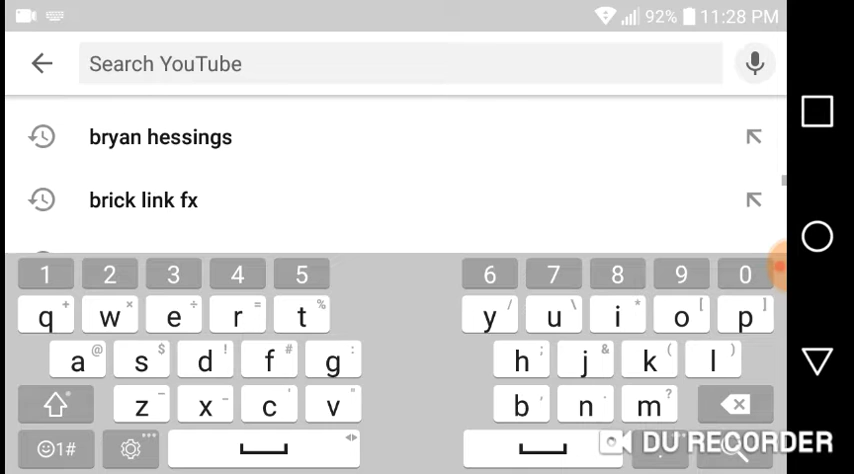 92% 11:28 PM
Search YouTube
bryan hessings
brick link fx
1 2 3 4 5 6 7 8 9 0
q + w × e ÷ r = t % y / u \ i * o [ p ]
a @ s $ d ! f # g : h ; j & k ( l )
z - x _ c ' v " b , n . m ?
1#
DU RECORDER